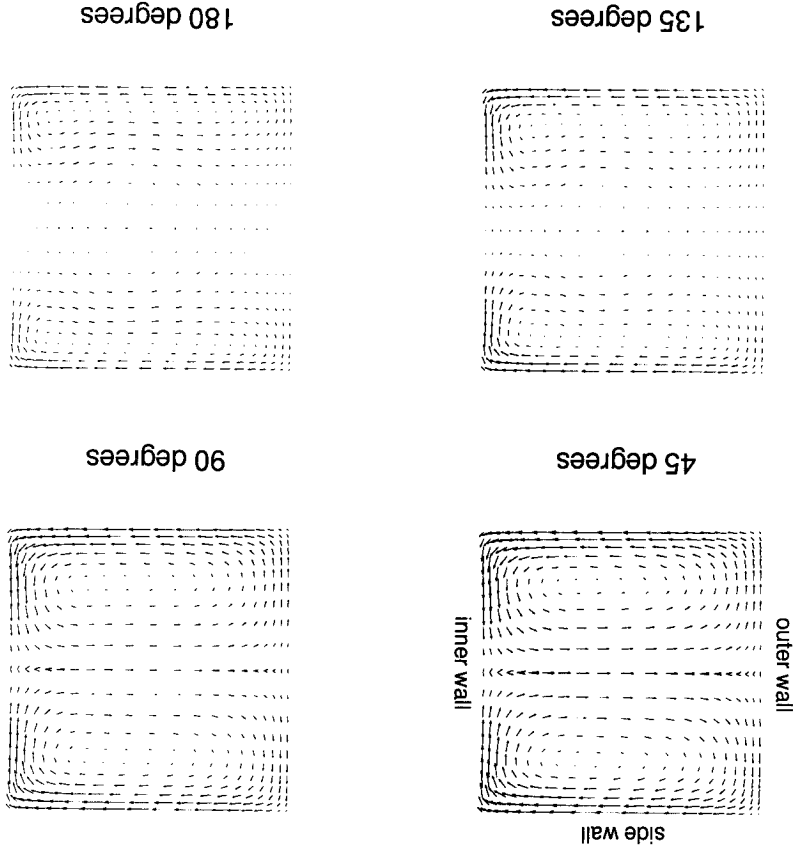 side wall
outer wall
inner wall
45 degrees
90 degrees
135 degrees
180 degrees